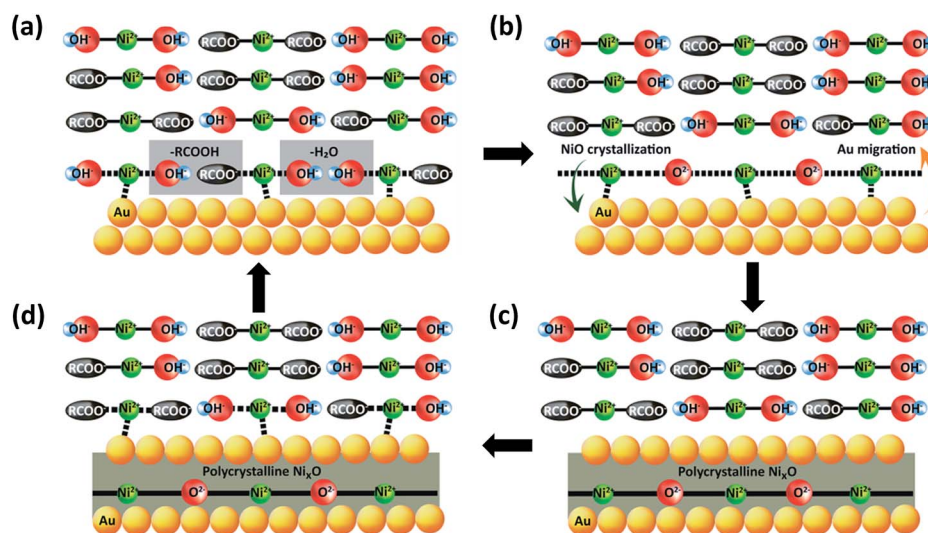 (a)
OH⁻ Ni²⁺ OH⁻ RCOO⁻ Ni²⁺ RCOO⁻ OH⁻ Ni²⁺ OH⁻
RCOO⁻ Ni²⁺ OH⁻ RCOO⁻ Ni²⁺ RCOO⁻ OH⁻ Ni²⁺ OH⁻
RCOO⁻ Ni²⁺ RCOO⁻ OH⁻ Ni²⁺ OH⁻ RCOO⁻ Ni²⁺ OH⁻
-RCOOH -H₂O
OH⁻ Ni²⁺ OH⁻ RCOO⁻ Ni²⁺ OH⁻ OH⁻ Ni²⁺ RCOO⁻
Au
(b)
OH⁻ Ni²⁺ OH⁻ RCOO⁻ Ni²⁺ RCOO⁻ OH⁻ Ni²⁺ OH⁻
RCOO⁻ Ni²⁺ OH⁻ RCOO⁻ Ni²⁺ RCOO⁻ OH⁻ Ni²⁺ OH⁻
RCOO⁻ Ni²⁺ RCOO⁻ OH⁻ Ni²⁺ OH⁻ RCOO⁻ Ni²⁺ OH⁻
NiO crystallization Au migration
Ni²⁺ O²⁻ Ni²⁺ O²⁻ Ni²⁺
Au
(d)
OH⁻ Ni²⁺ OH⁻ RCOO⁻ Ni²⁺ RCOO⁻ OH⁻ Ni²⁺ OH⁻
RCOO⁻ Ni²⁺ OH⁻ RCOO⁻ Ni²⁺ RCOO⁻ OH⁻ Ni²⁺ OH⁻
RCOO⁻ Ni²⁺ RCOO⁻ OH⁻ Ni²⁺ OH⁻ RCOO⁻ Ni²⁺ OH⁻
Polycrystalline NiₓO
Ni²⁺ O²⁻ Ni²⁺ O²⁻ Ni²⁺
Au
(c)
OH⁻ Ni²⁺ OH⁻ RCOO⁻ Ni²⁺ RCOO⁻ OH⁻ Ni²⁺ OH⁻
RCOO⁻ Ni²⁺ OH⁻ RCOO⁻ Ni²⁺ RCOO⁻ OH⁻ Ni²⁺ OH⁻
RCOO⁻ Ni²⁺ RCOO⁻ OH⁻ Ni²⁺ OH⁻ RCOO⁻ Ni²⁺ OH⁻
Polycrystalline NiₓO
Ni²⁺ O²⁻ Ni²⁺ O²⁻ Ni²⁺
Au